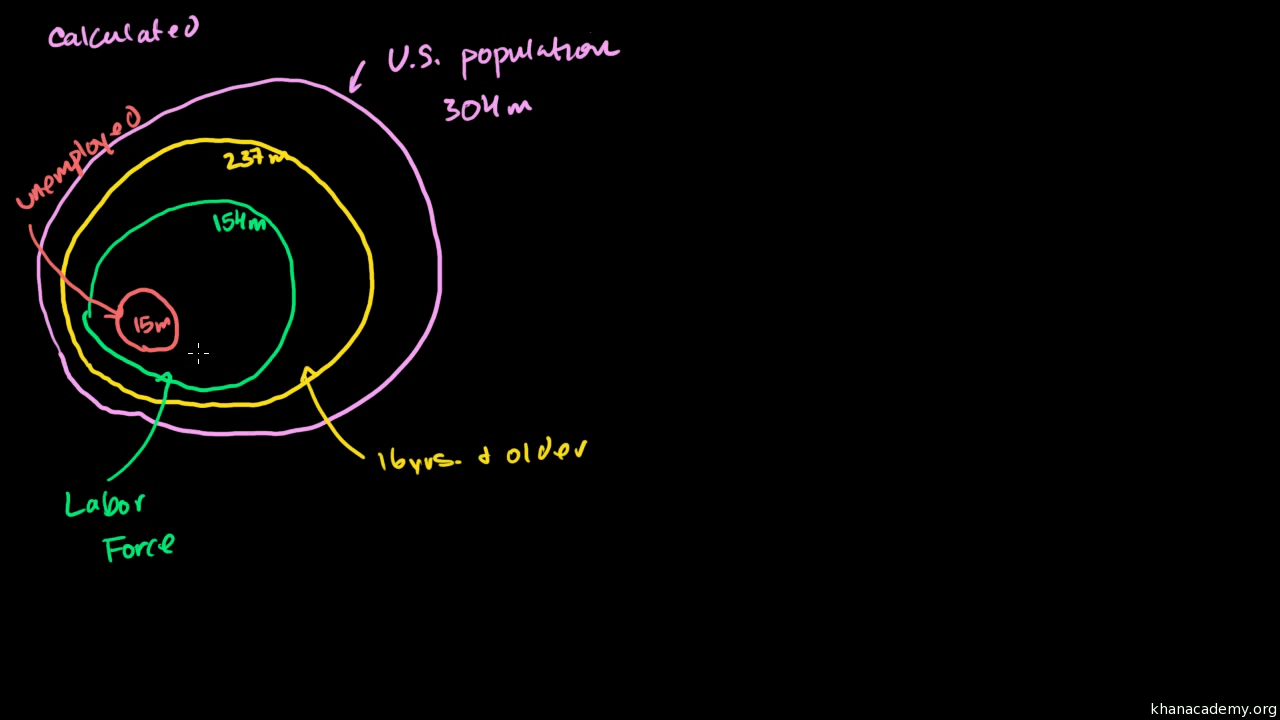 Calculated
U.S. population
304m
unemployed
237m
154m
15m
16yrs. & older
Labor
Force
khanacademy.org